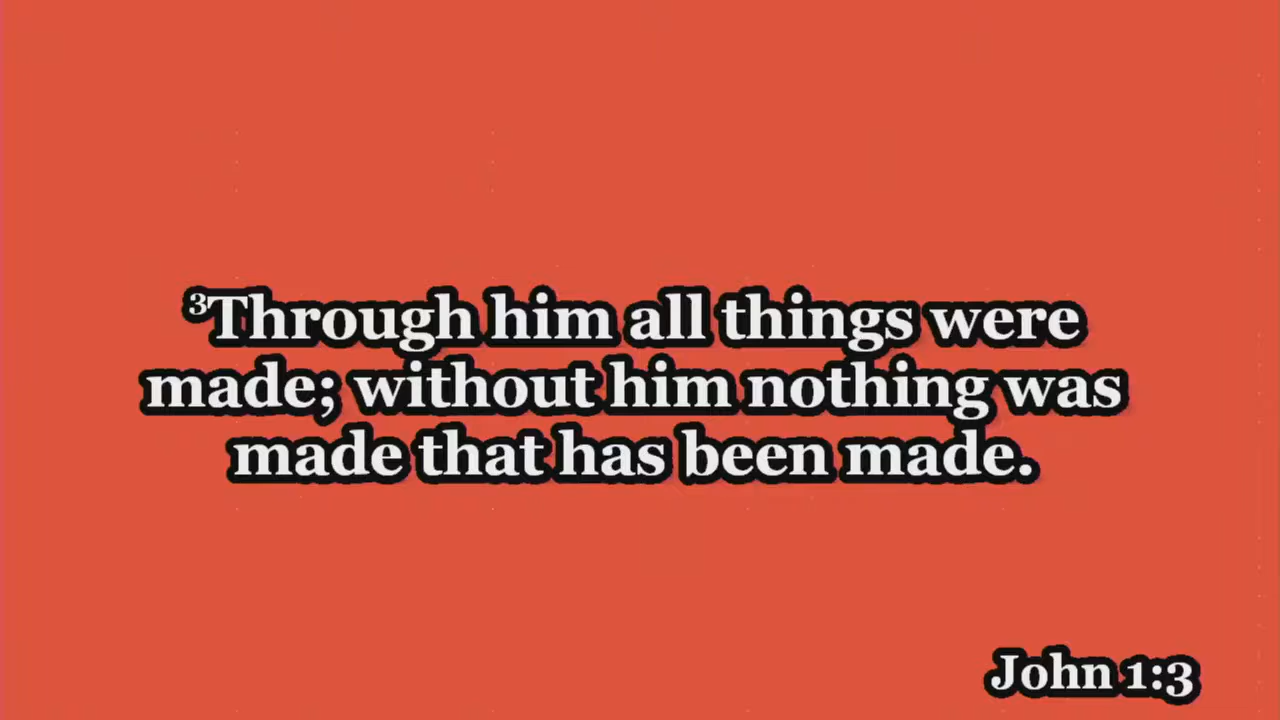 ³Through him all things were
made; without him nothing was
made that has been made.
John 1:3